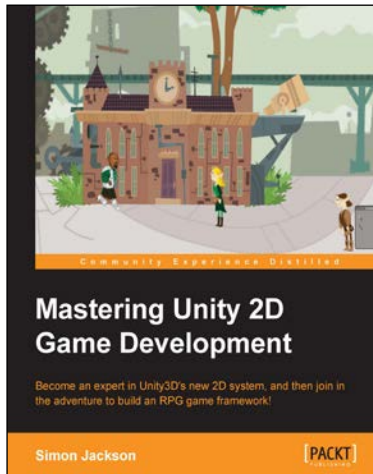 Community Experience Distilled
Mastering Unity 2D
Game Development
Become an expert in Unity3D's new 2D system, and then join in
the adventure to build an RPG game framework!
Simon Jackson
[PACKT]
PUBLISHING